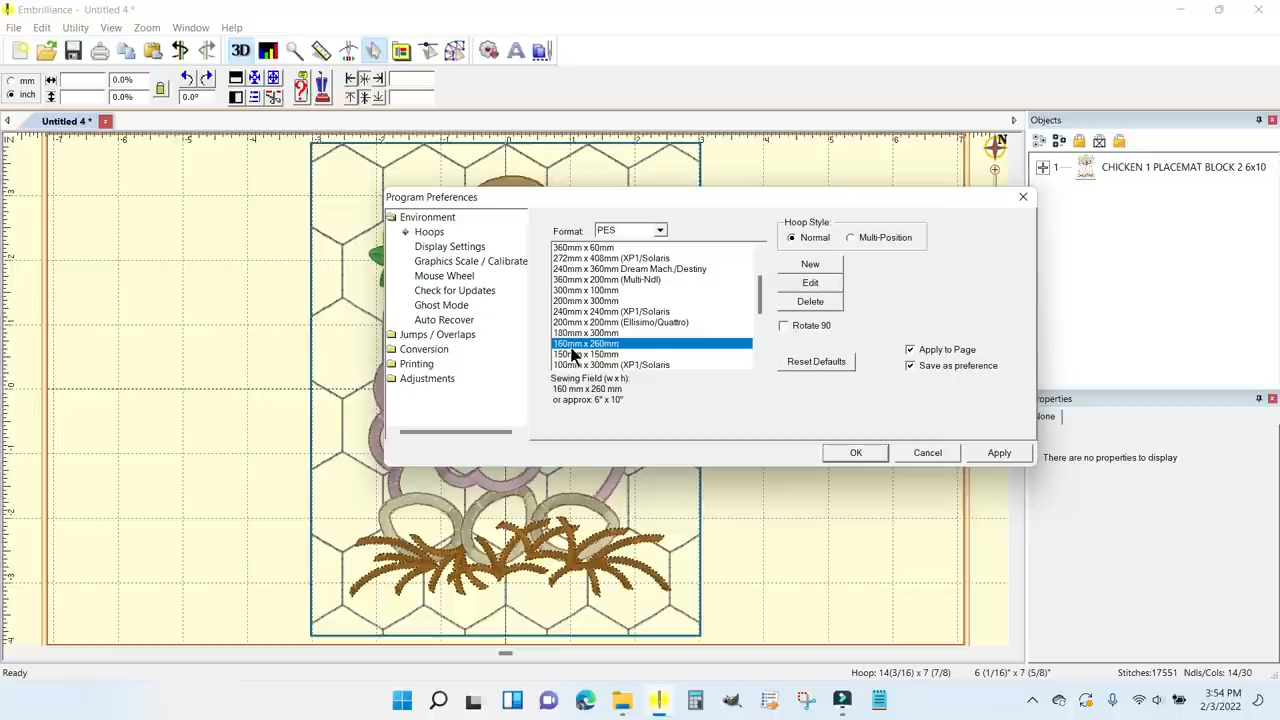 Embrilliance - Untitled 4 *
File Edit Utility View Zoom Window Help
3D
mm 0.0%
inch 0.0% 0.0°
Untitled 4 *
Objects
1 CHICKEN 1 PLACEMAT BLOCK 2 6x10
N
Program Preferences
Environment
Hoops
Display Settings
Graphics Scale / Calibrate
Mouse Wheel
Check for Updates
Ghost Mode
Auto Recover
Jumps / Overlaps
Conversion
Printing
Adjustments
Format: PES
360mm x 60mm
272mm x 408mm (XP1/Solaris
240mm x 360mm Dream Mach./Destiny
360mm x 200mm (Multi-Ndl)
300mm x 100mm
200mm x 300mm
240mm x 240mm (XP1/Solaris
200mm x 200mm (Ellisimo/Quattro)
180mm x 300mm
160mm x 260mm
150mm x 150mm
100mm x 300mm (XP1/Solaris
Sewing Field (w x h):
160 mm x 260 mm
or approx: 6" x 10"
Hoop Style:
Normal Multi-Position
New
Edit
Delete
Rotate 90
Reset Defaults
Apply to Page
Save as preference
OK Cancel Apply
roperties
None
There are no properties to display
Ready
Hoop: 14(3/16) x 7 (7/8) 6 (1/16)" x 7 (5/8)" Stitches:17551 Ndls/Cols: 14/30
3:54 PM
2/3/2022